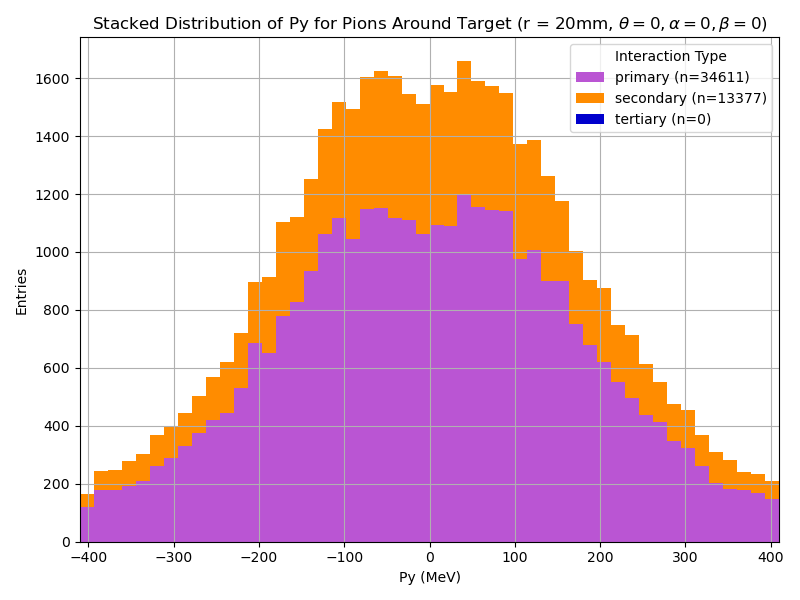 Stacked Distribution of Py for Pions Around Target (r = 20mm, θ = 0, α = 0, β = 0)
Interaction Type
primary (n=34611)
secondary (n=13377)
tertiary (n=0)
Entries
1600
1400
1200
1000
800
600
400
200
0
−400 −300 −200 −100 0 100 200 300 400
Py (MeV)